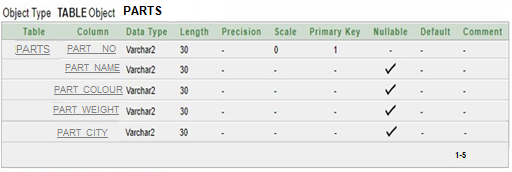 Object Type TABLE Object PARTS
Table Column Data Type Length Precision Scale Primary Key Nullable Default Comment
PARTS PART_NO Varchar2 30 - 0 1 - - -
PART_NAME Varchar2 30 - - - ✓ - -
PART_COLOUR Varchar2 30 - - - ✓ - -
PART_WEIGHT Varchar2 30 - - - ✓ - -
PART_CITY Varchar2 30 - - - ✓ - -
1-5